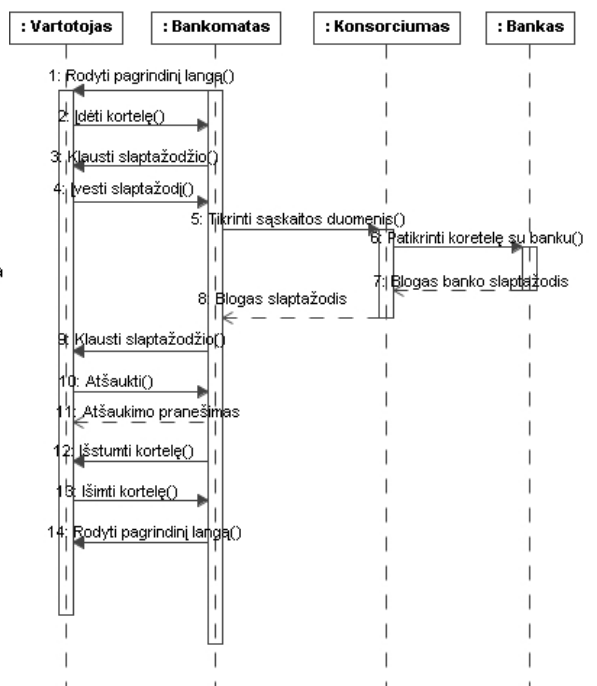 : Vartotojas
: Bankomatas
: Konsorciumas
: Bankas
1: Rodyti pagrindinį langą()
2: Įdėti kortelę()
3: Klausti slaptažodžio()
4: Įvesti slaptažodį()
5: Tikrinti sąskaitos duomenis()
6: Patikrinti koretelę su banku()
7: Blogas banko slaptažodis
8: Blogas slaptažodis
9: Klausti slaptažodžio()
10: Atšaukti()
11: Atšaukimo pranešimas
12: Išstumti kortelę()
13: Išimti kortelę()
14: Rodyti pagrindinį langą()